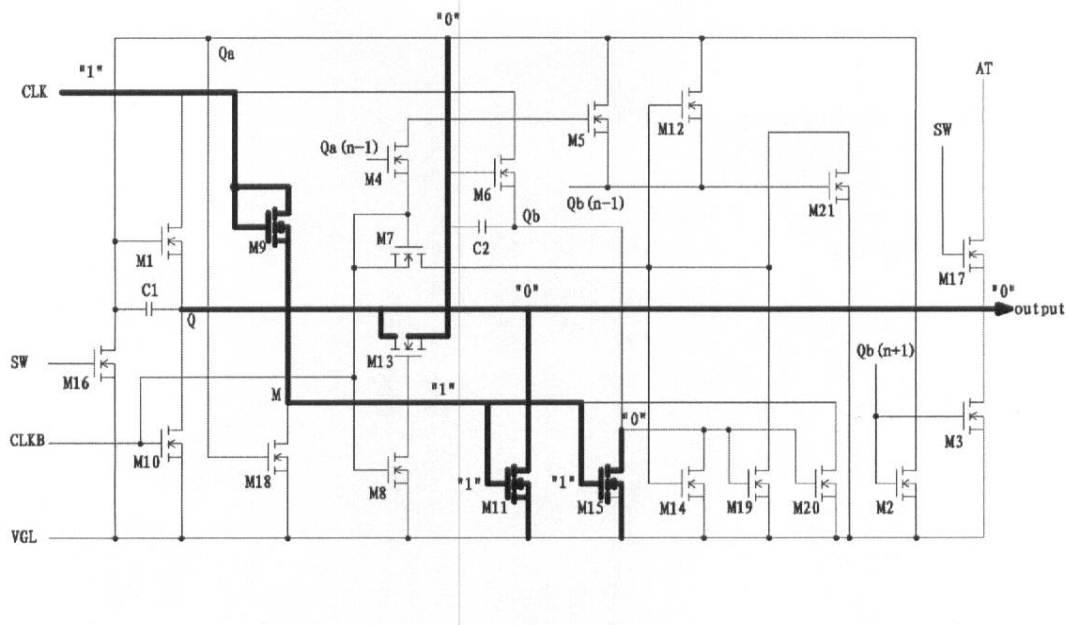 "0"
Qa
"1"
CLK
AT
M5
M12
SW
Qa(n-1)
M4
M6
Qb(n-1)
M21
Qb
M9
M7
C2
M1
M17
C1
"0"
"0"
Q
output
M13
SW
M16
Qb(n+1)
M
"1"
"0"
CLKB
M10
M18
M8
"1"
M11
"1"
M15
M14
M19
M20
M2
M3
VGL